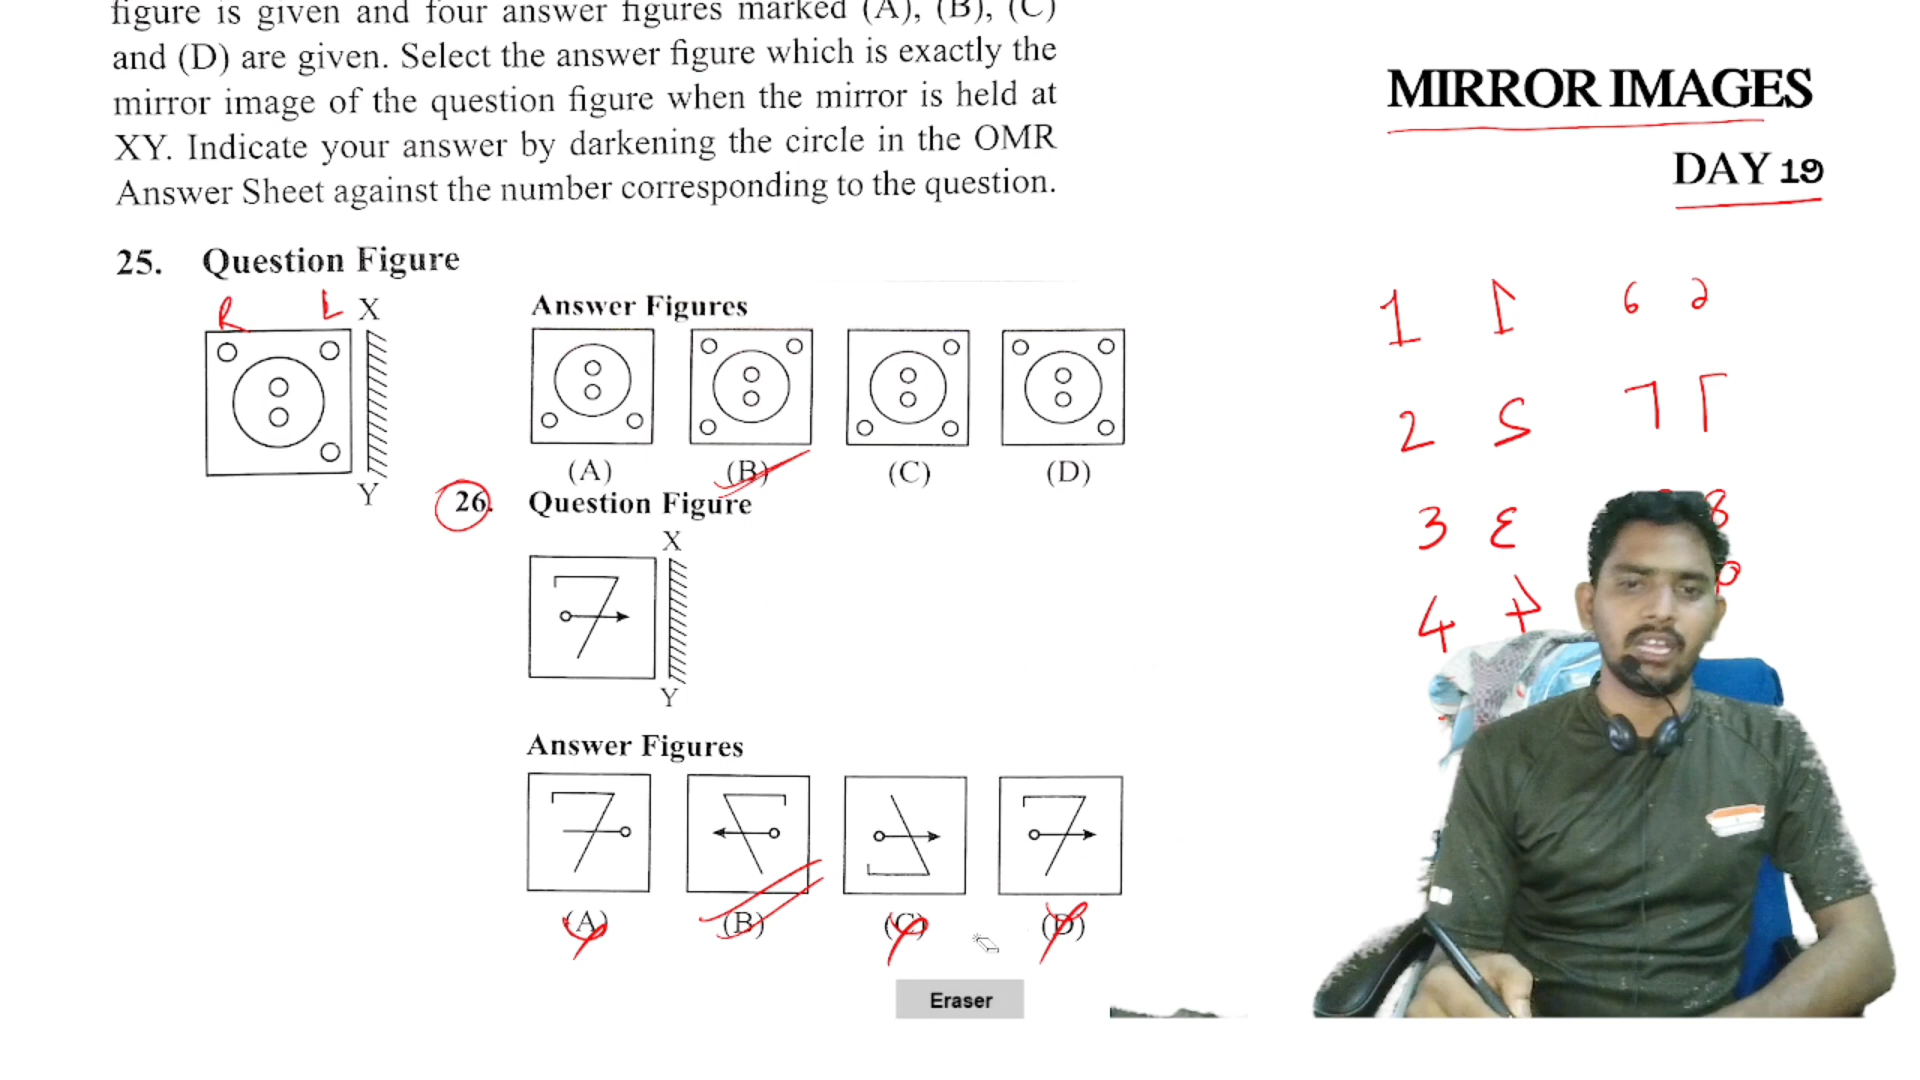 figure is given and four answer figures marked (A), (B), (C)
and (D) are given. Select the answer figure which is exactly the
mirror image of the question figure when the mirror is held at
XY. Indicate your answer by darkening the circle in the OMR
Answer Sheet against the number corresponding to the question.
MIRROR IMAGES
DAY 19
25. Question Figure
R L X
Y
Answer Figures
(A) (B) (C) (D)
26. Question Figure
X
Y
Answer Figures
(A) (B) (C) (D)
Eraser
1
6
2
7
3
8
4